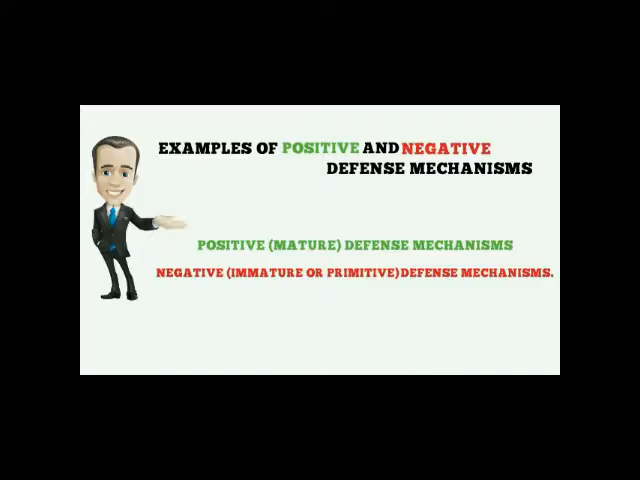 EXAMPLES OF POSITIVE AND NEGATIVE
DEFENSE MECHANISMS
POSITIVE (MATURE) DEFENSE MECHANISMS
NEGATIVE (IMMATURE OR PRIMITIVE)DEFENSE MECHANISMS.